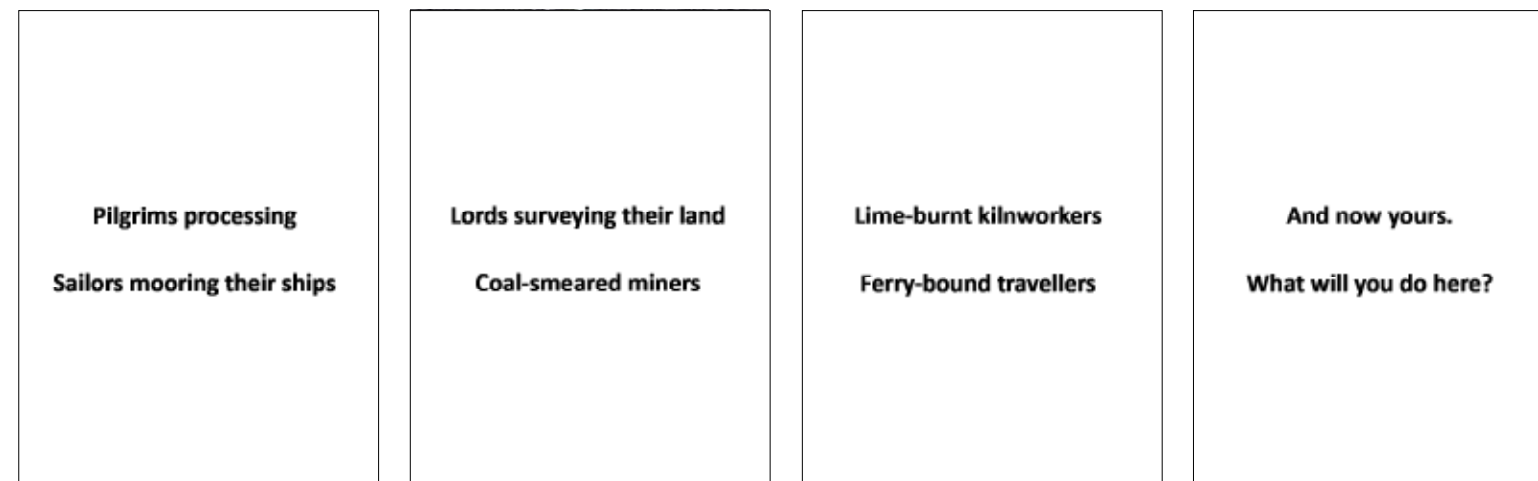 Pilgrims processing
Sailors mooring their ships
Lords surveying their land
Coal-smeared miners
Lime-burnt kilnworkers
Ferry-bound travellers
And now yours.
What will you do here?